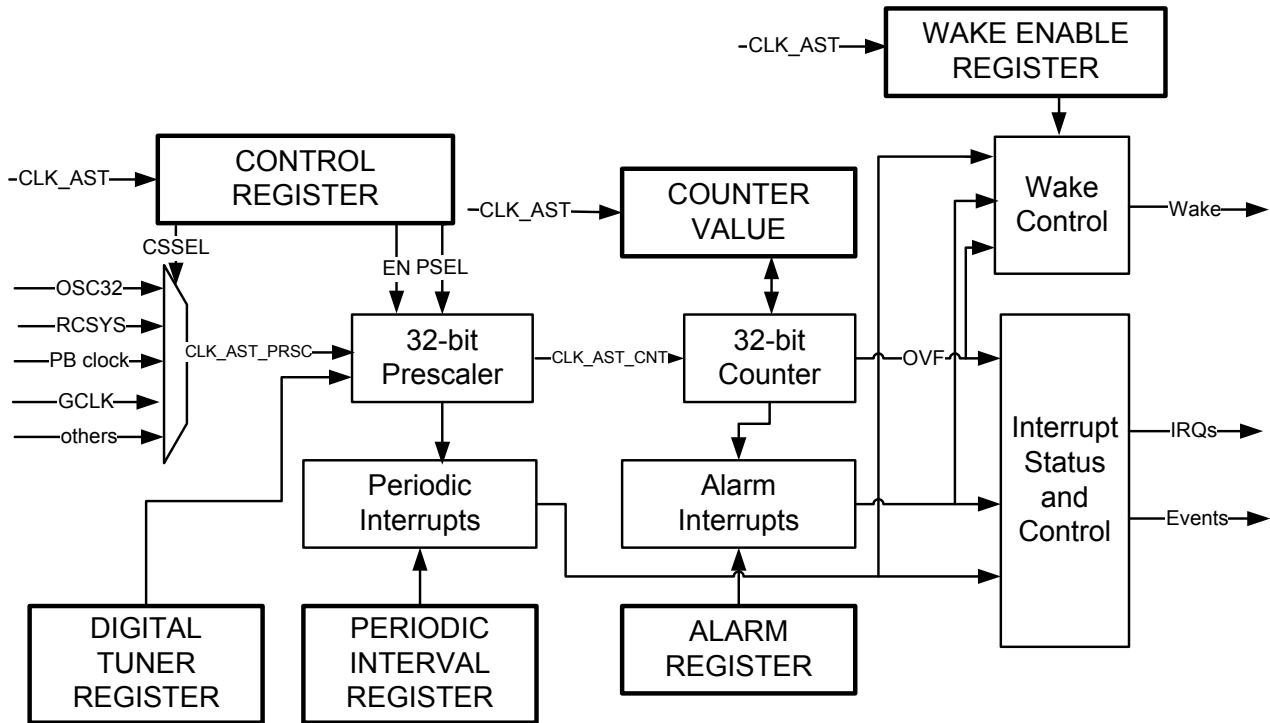 CLK_AST
WAKE ENABLE
REGISTER
CLK_AST
CONTROL
REGISTER
CLK_AST
COUNTER
VALUE
Wake
Control
Wake
CSSEL
EN
PSEL
OSC32
RCSYS
PB clock
GCLK
others
CLK_AST_PRSC
32-bit
Prescaler
CLK_AST_CNT
32-bit
Counter
OVF
Interrupt
Status
and
Control
IRQs
Events
Periodic
Interrupts
Alarm
Interrupts
DIGITAL
TUNER
REGISTER
PERIODIC
INTERVAL
REGISTER
ALARM
REGISTER